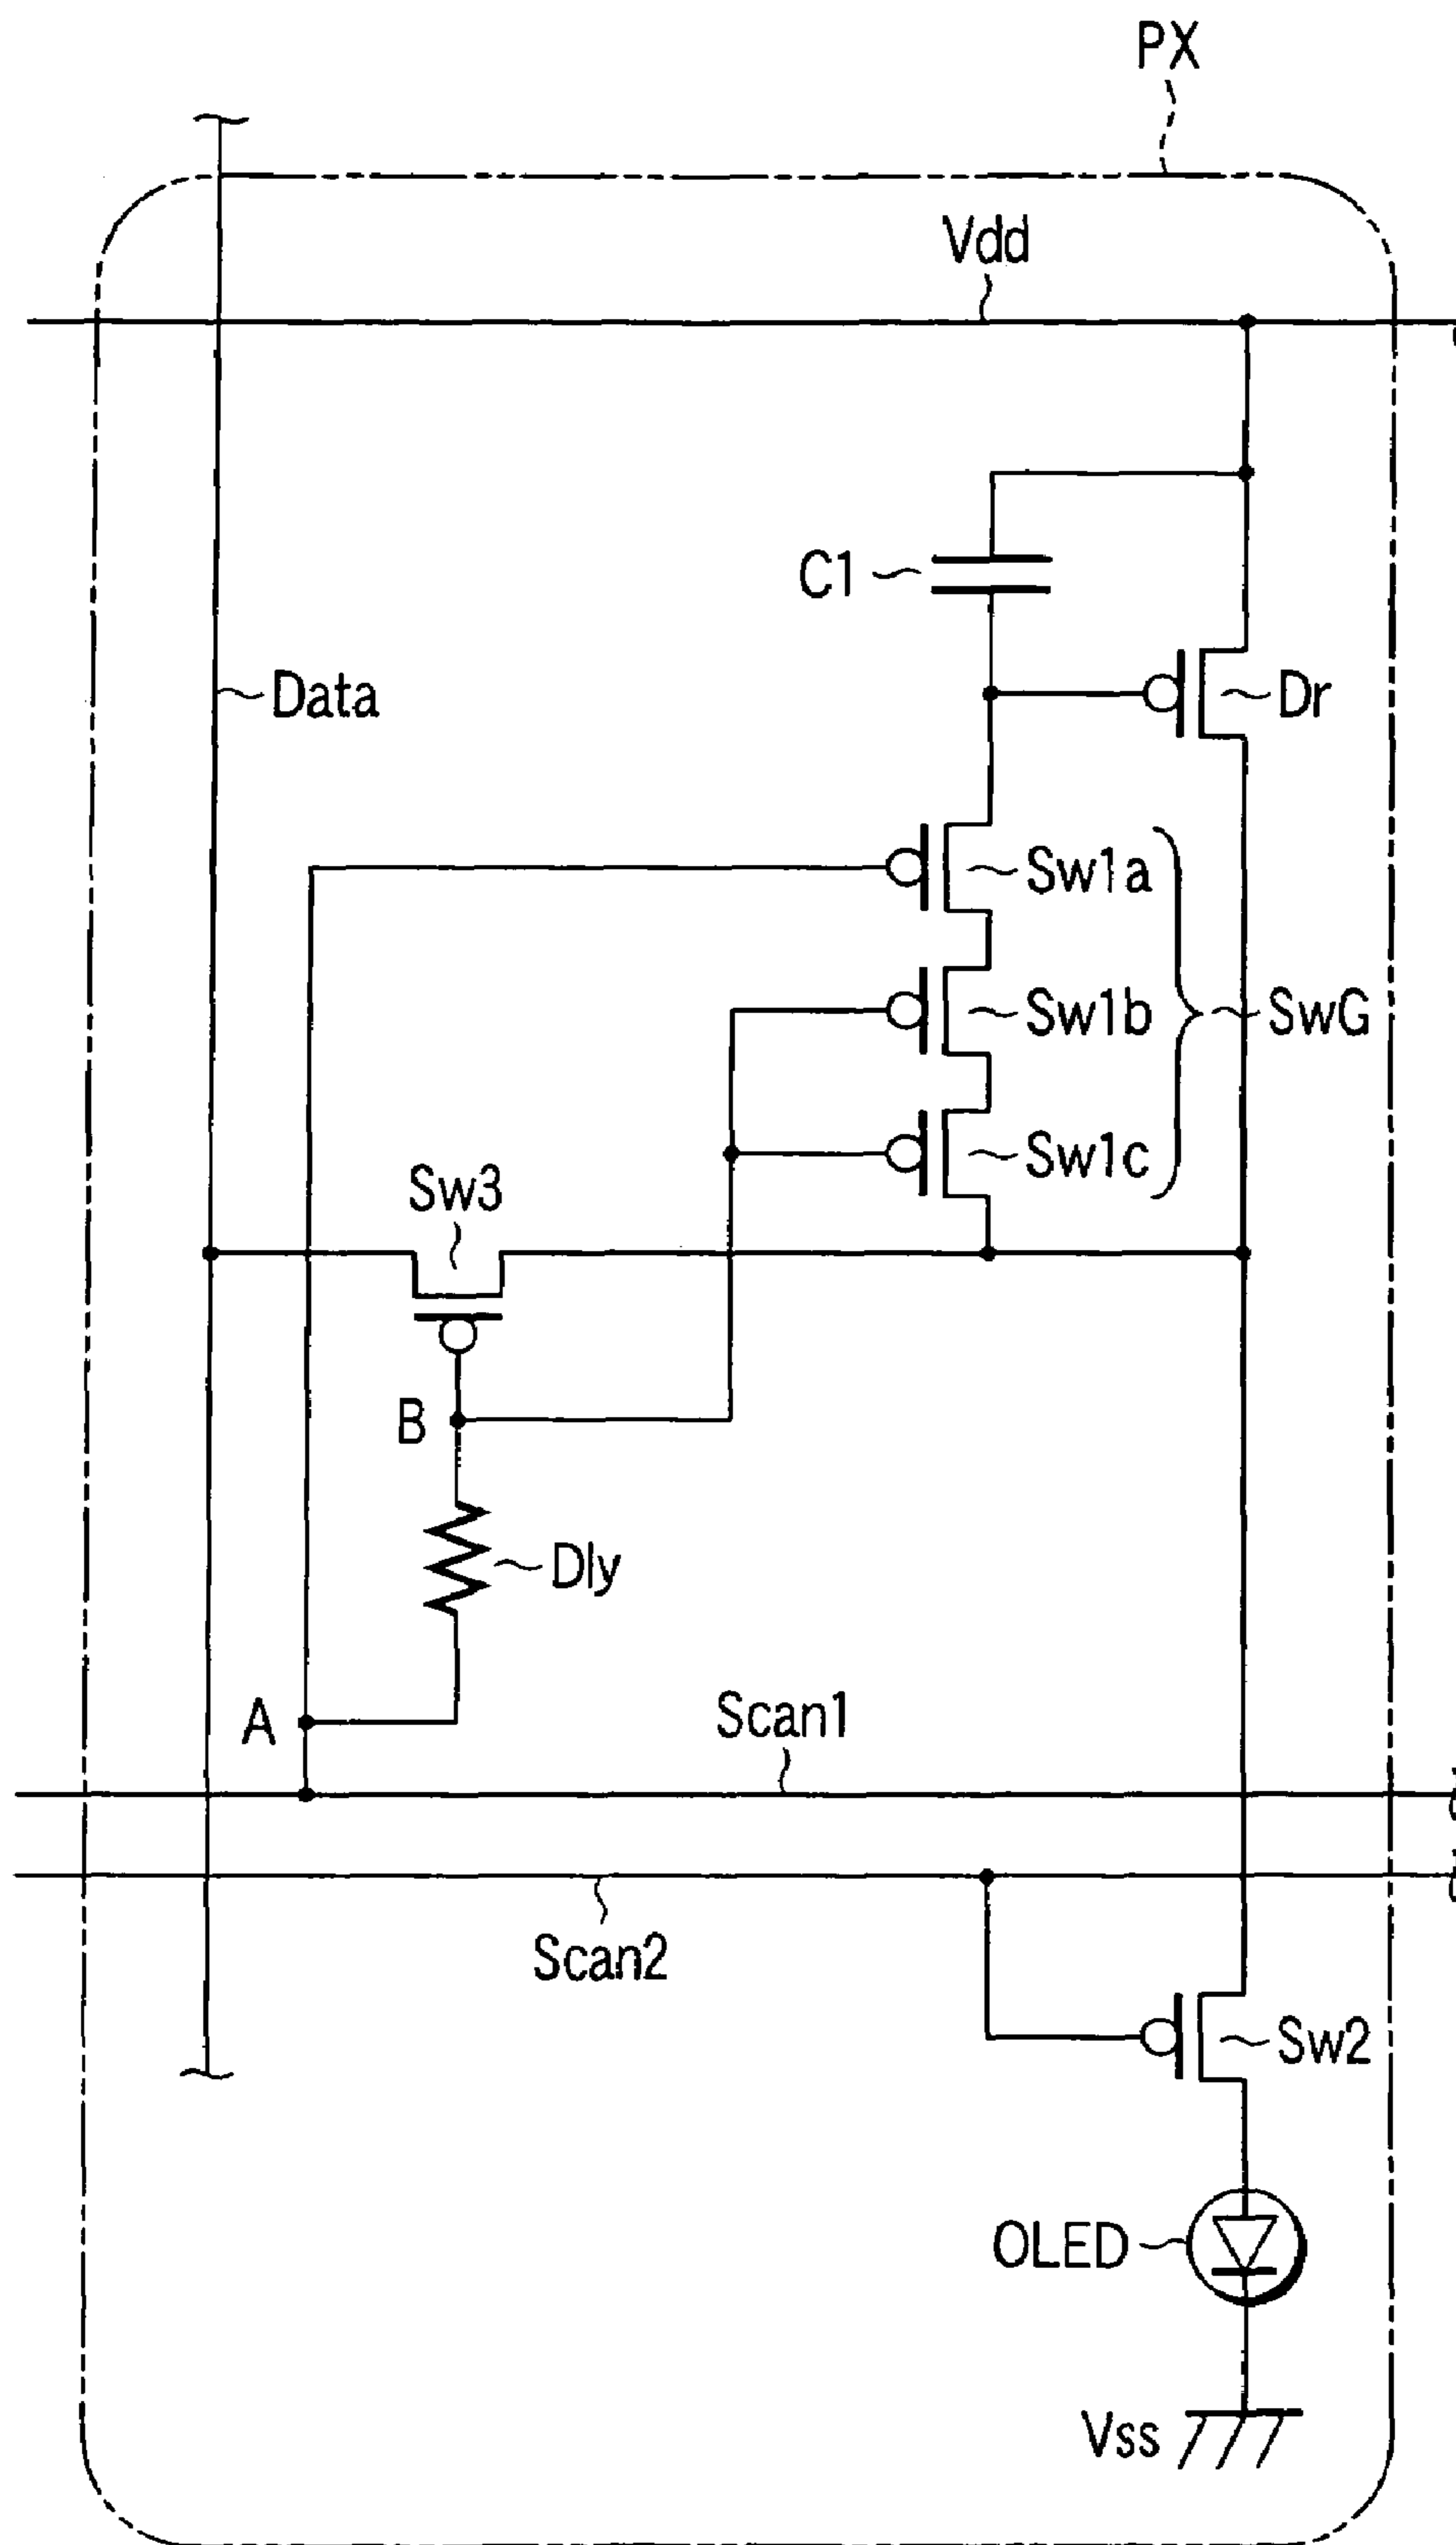 PX
Vdd
C1
Data
Dr
Sw1a
Sw1b
SwG
Sw1c
Sw3
B
Dly
A
Scan1
Scan2
Sw2
OLED
Vss